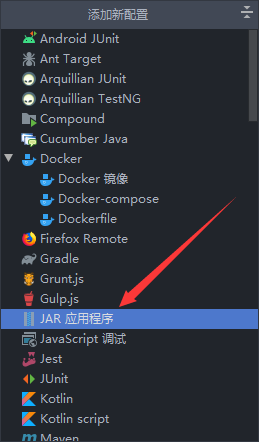 添加新配置
Android JUnit
Ant Target
Arquillian JUnit
Arquillian TestNG
Compound
Cucumber Java
Docker
Docker 镜像
Docker-compose
Dockerfile
Firefox Remote
Gradle
Grunt.js
Gulp.js
JAR 应用程序
JavaScript 调试
Jest
JUnit
Kotlin
Kotlin script
Maven